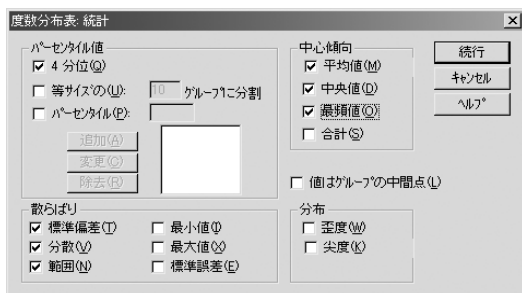 度数分布表: 統計
パーセンタイル値
4 分位(Q)
等サイズの(U): 10 グループに分割
パーセンタイル(P):
追加(A)
変更(C)
除去(R)
中心傾向
平均値(M)
中央値(D)
最頻値(O)
合計(S)
続行
キャンセル
ヘルプ
値はグループの中間点(L)
散らばり
標準偏差(T)
最小値(I)
分散(V)
最大値(X)
範囲(N)
標準誤差(E)
分布
歪度(W)
尖度(K)